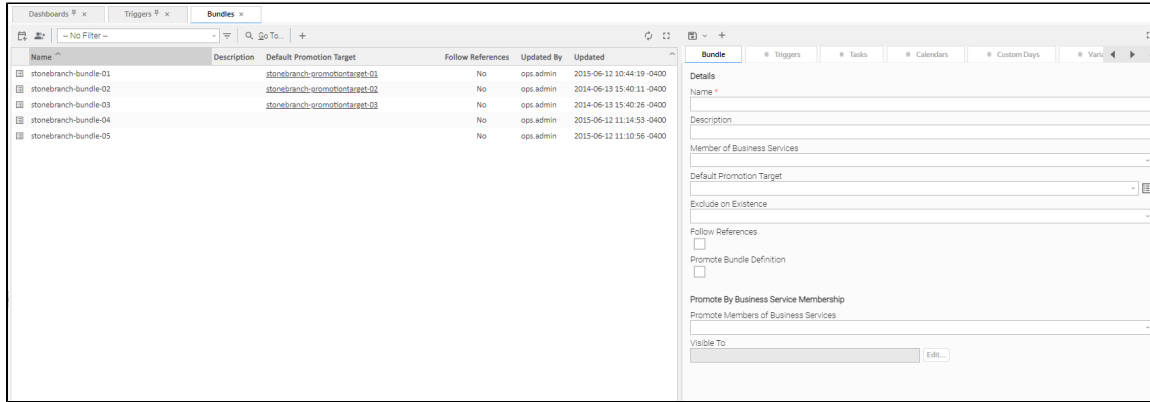 Dashboards Triggers Bundles
-- No Filter -- Go To...
Name Description Default Promotion Target Follow References Updated By Updated
stonebranch-bundle-01 stonebranch-promotiontarget-01 No ops.admin 2015-06-12 10:44:19 -0400
stonebranch-bundle-02 stonebranch-promotiontarget-02 No ops.admin 2014-06-13 15:40:11 -0400
stonebranch-bundle-03 stonebranch-promotiontarget-03 No ops.admin 2014-06-13 15:40:26 -0400
stonebranch-bundle-04 No ops.admin 2015-06-12 11:14:53 -0400
stonebranch-bundle-05 No ops.admin 2015-06-12 11:10:56 -0400
Bundle Triggers Tasks Calendars Custom Days Varia
Details
Name *
Description
Member of Business Services
Default Promotion Target
Exclude on Existence
Follow References
Promote Bundle Definition
Promote By Business Service Membership
Promote Members of Business Services
Visible To
Edit...